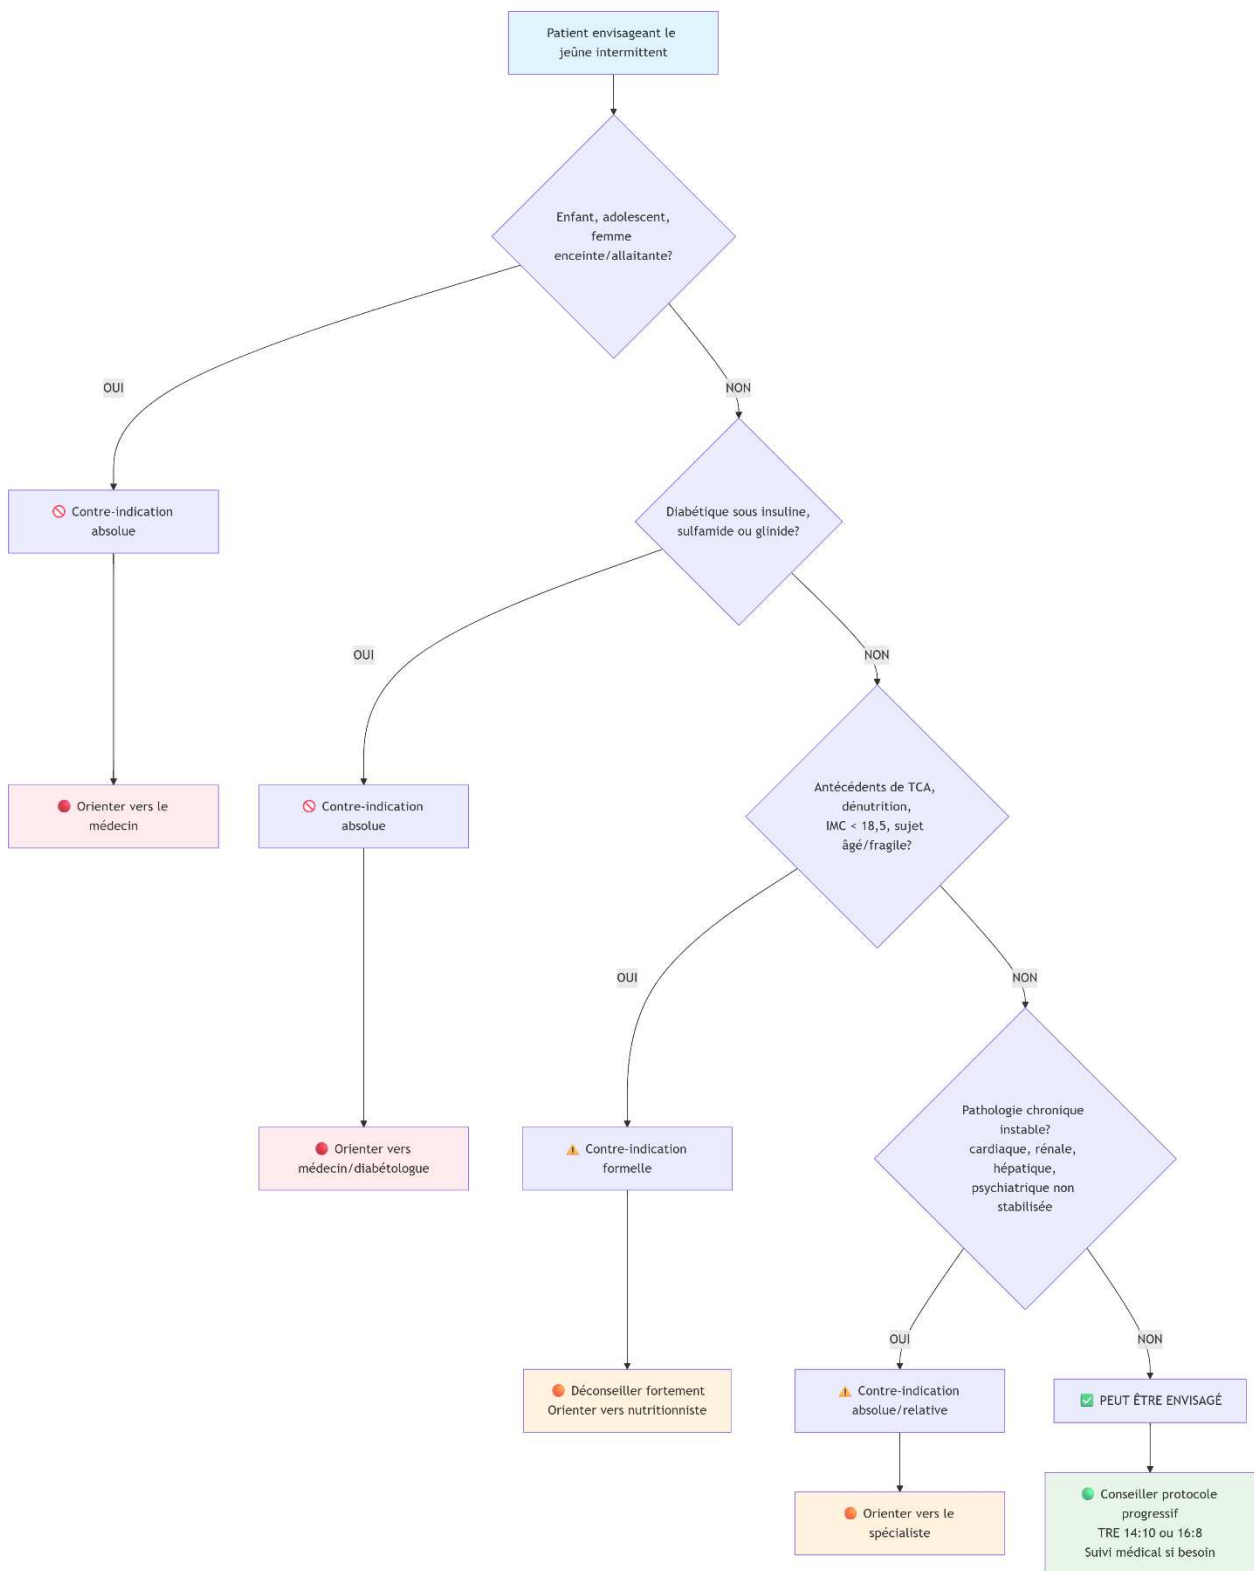 Patient envisageant le
jeûne intermittent
Enfant, adolescent,
femme
enceinte/allaitante?
OUI
NON
🚫 Contre-indication
absolue
Diabétique sous insuline,
sulfamide ou glinide?
OUI
NON
🔴 Orienter vers le
médecin
🚫 Contre-indication
absolue
Antécédents de TCA,
dénutrition,
IMC < 18,5, sujet
âgé/fragile?
OUI
NON
🔴 Orienter vers
médecin/diabétologue
⚠️ Contre-indication
formelle
Pathologie chronique
instable?
cardiaque, rénale,
hépatique,
psychiatrique non
stabilisée
OUI
NON
🟠 Déconseiller fortement
Orienter vers nutritionniste
⚠️ Contre-indication
absolue/relative
✅ PEUT ÊTRE ENVISAGÉ
🟠 Orienter vers le
spécialiste
🟢 Conseiller protocole
progressif
TRE 14:10 ou 16:8
Suivi médical si besoin